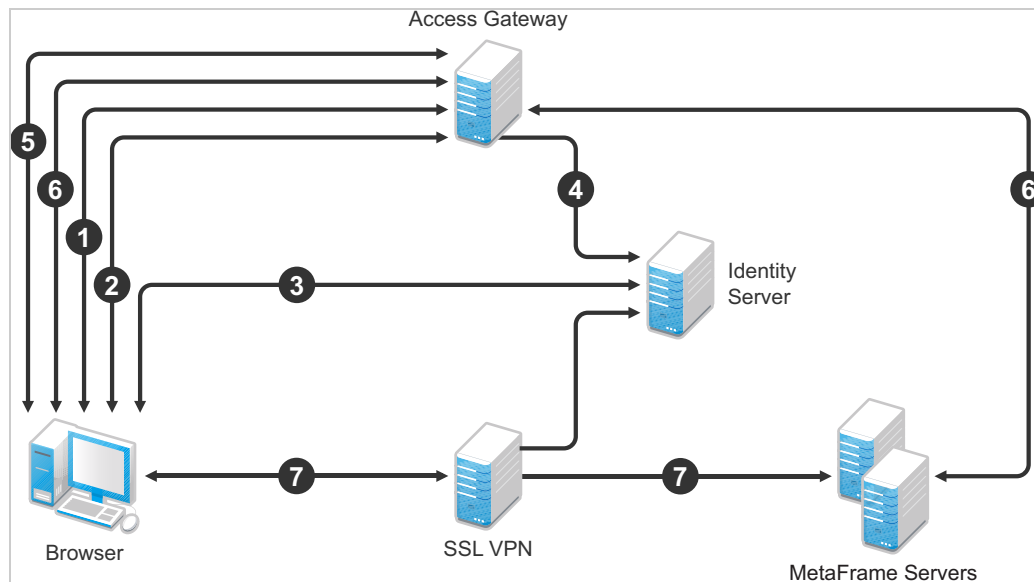 Access Gateway
5
6
1
2
4
6
3
Identity
Server
7
7
Browser
SSL VPN
MetaFrame Servers